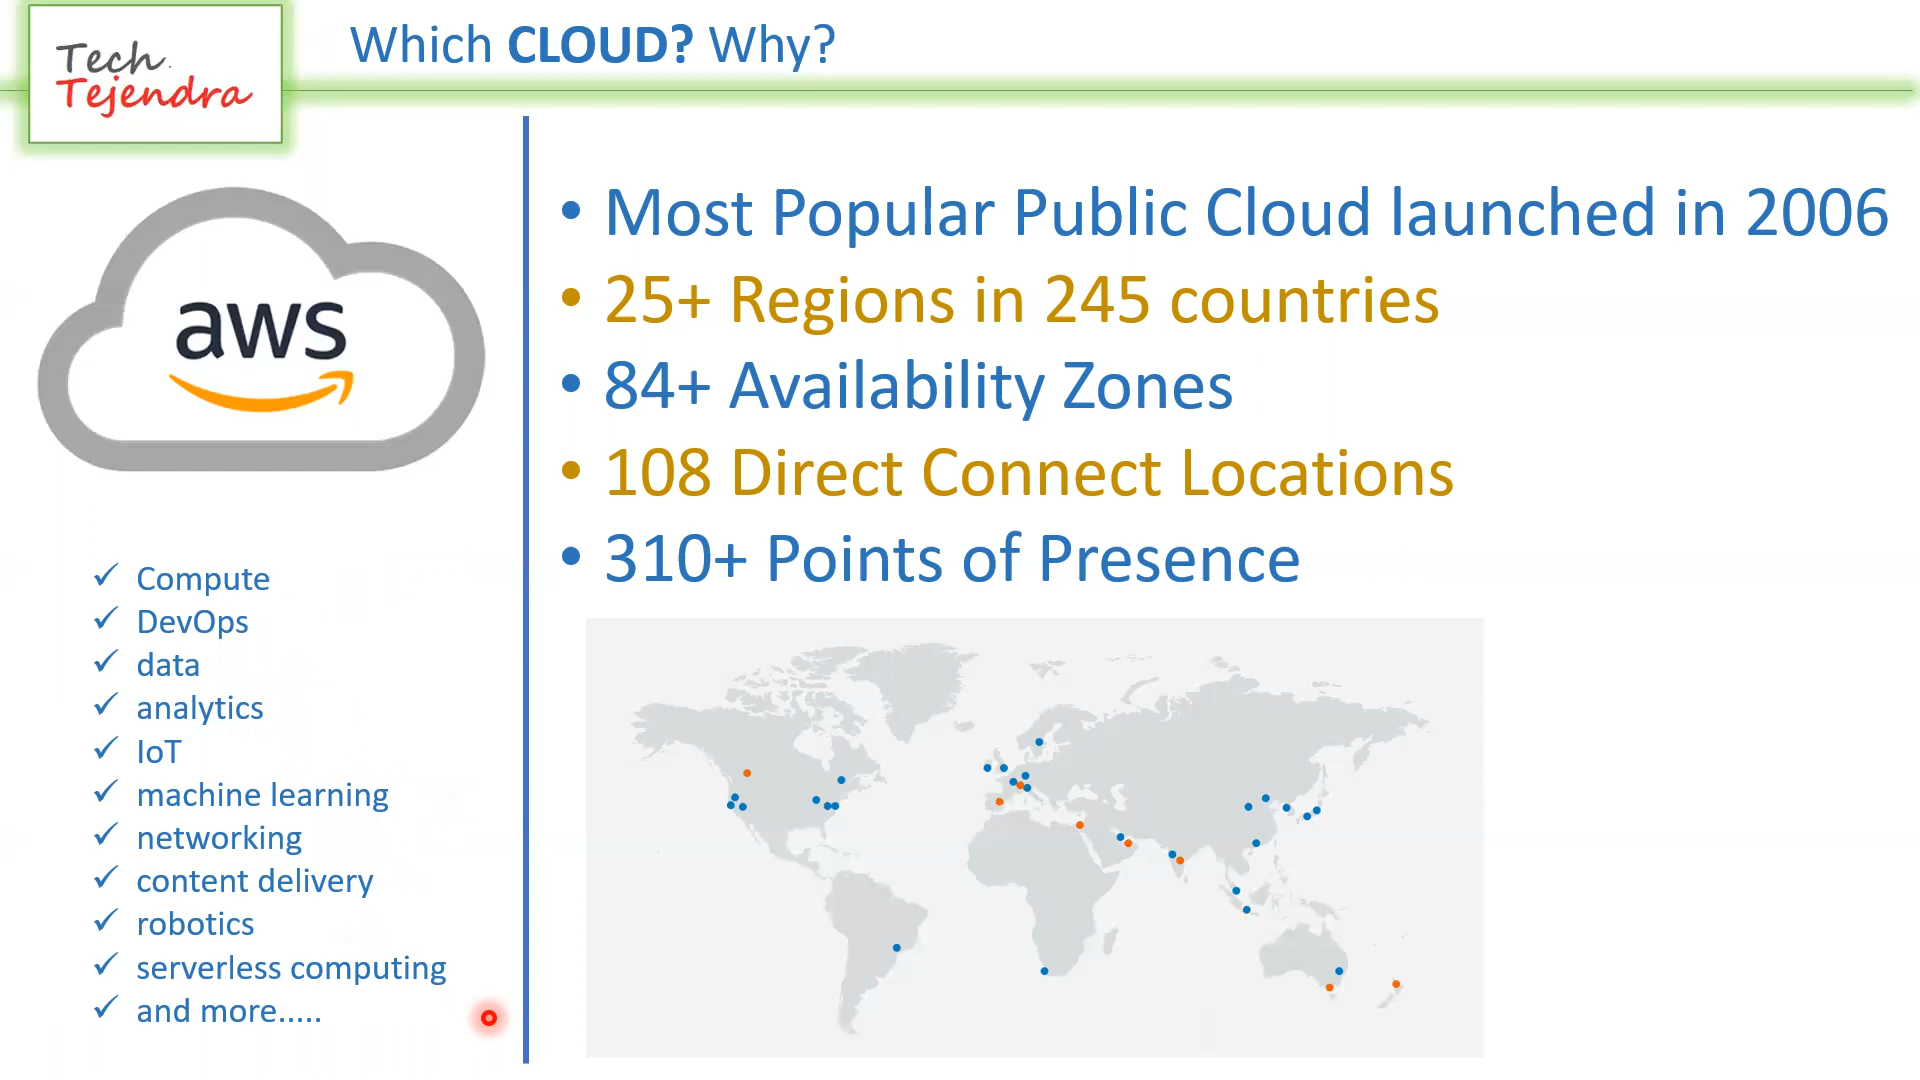 Tech
Tejendra
Which CLOUD? Why?
aws
✓ Compute
✓ DevOps
✓ data
✓ analytics
✓ IoT
✓ machine learning
✓ networking
✓ content delivery
✓ robotics
✓ serverless computing
✓ and more.....
• Most Popular Public Cloud launched in 2006
• 25+ Regions in 245 countries
• 84+ Availability Zones
• 108 Direct Connect Locations
• 310+ Points of Presence